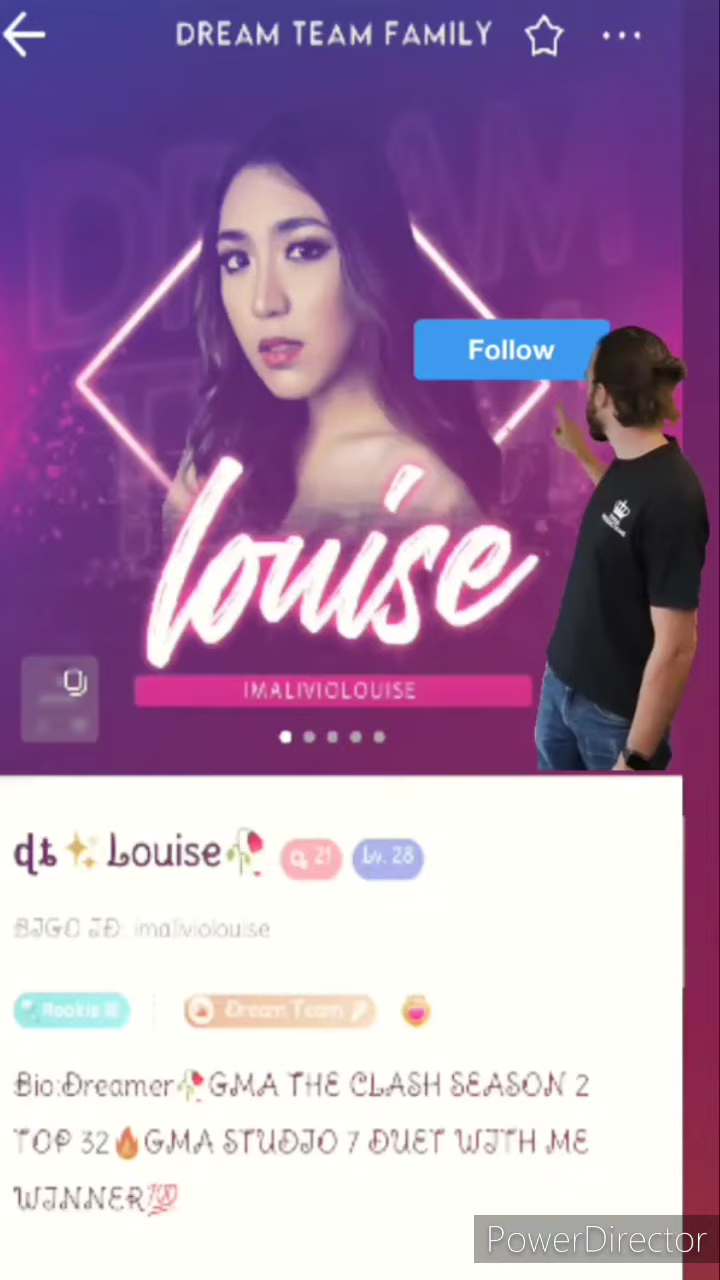 DREAM TEAM FAMILY
Follow
louise
IMALIVIOLOUISE
dt✨Louise🥀 21 Lv. 28
BIGO ID: imaliviolouise
Rookie Dream Team
Bio:Dreamer🥀GMA THE CLASH SEASON 2
TOP 32🔥GMA STUDIO 7 DUET WITH ME
WINNER💯
PowerDirector